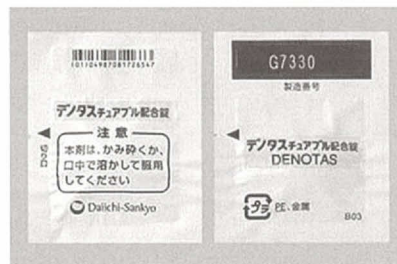 デノタスチュアブル配合錠
注意
本剤は、かみ砕くか、
口中で溶かして服用
してください
Daiichi-Sankyo
G7330
製造番号
デノタスチュアブル配合錠
DENOTAS
プラ PE、金属
B03